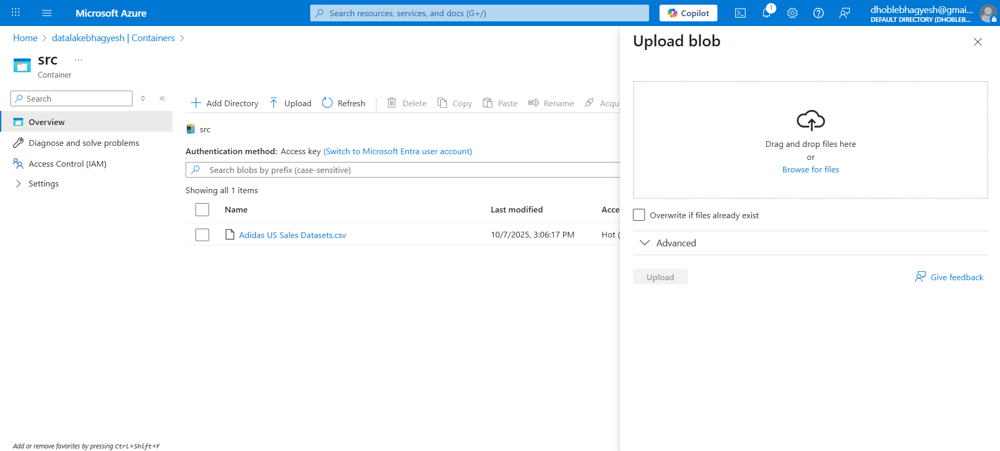 Microsoft Azure
Search resources, services, and docs (G+/)
Copilot
1
dhoblebhagyesh@gmai...
DEFAULT DIRECTORY (DHOBLEB...
Home > datalakebhagyesh | Containers >
src ...
Container
Search
Overview
Diagnose and solve problems
Access Control (IAM)
Settings
Add or remove favorites by pressing Ctrl+Shift+F
Add Directory Upload Refresh Delete Copy Paste Rename Acqui
src
Authentication method: Access key (Switch to Microsoft Entra user account)
Search blobs by prefix (case-sensitive)
Showing all 1 items
Name Last modified Acce
Adidas US Sales Datasets.csv 10/7/2025, 3:06:17 PM Hot (
Upload blob
Drag and drop files here
or
Browse for files
Overwrite if files already exist
Advanced
Upload
Give feedback